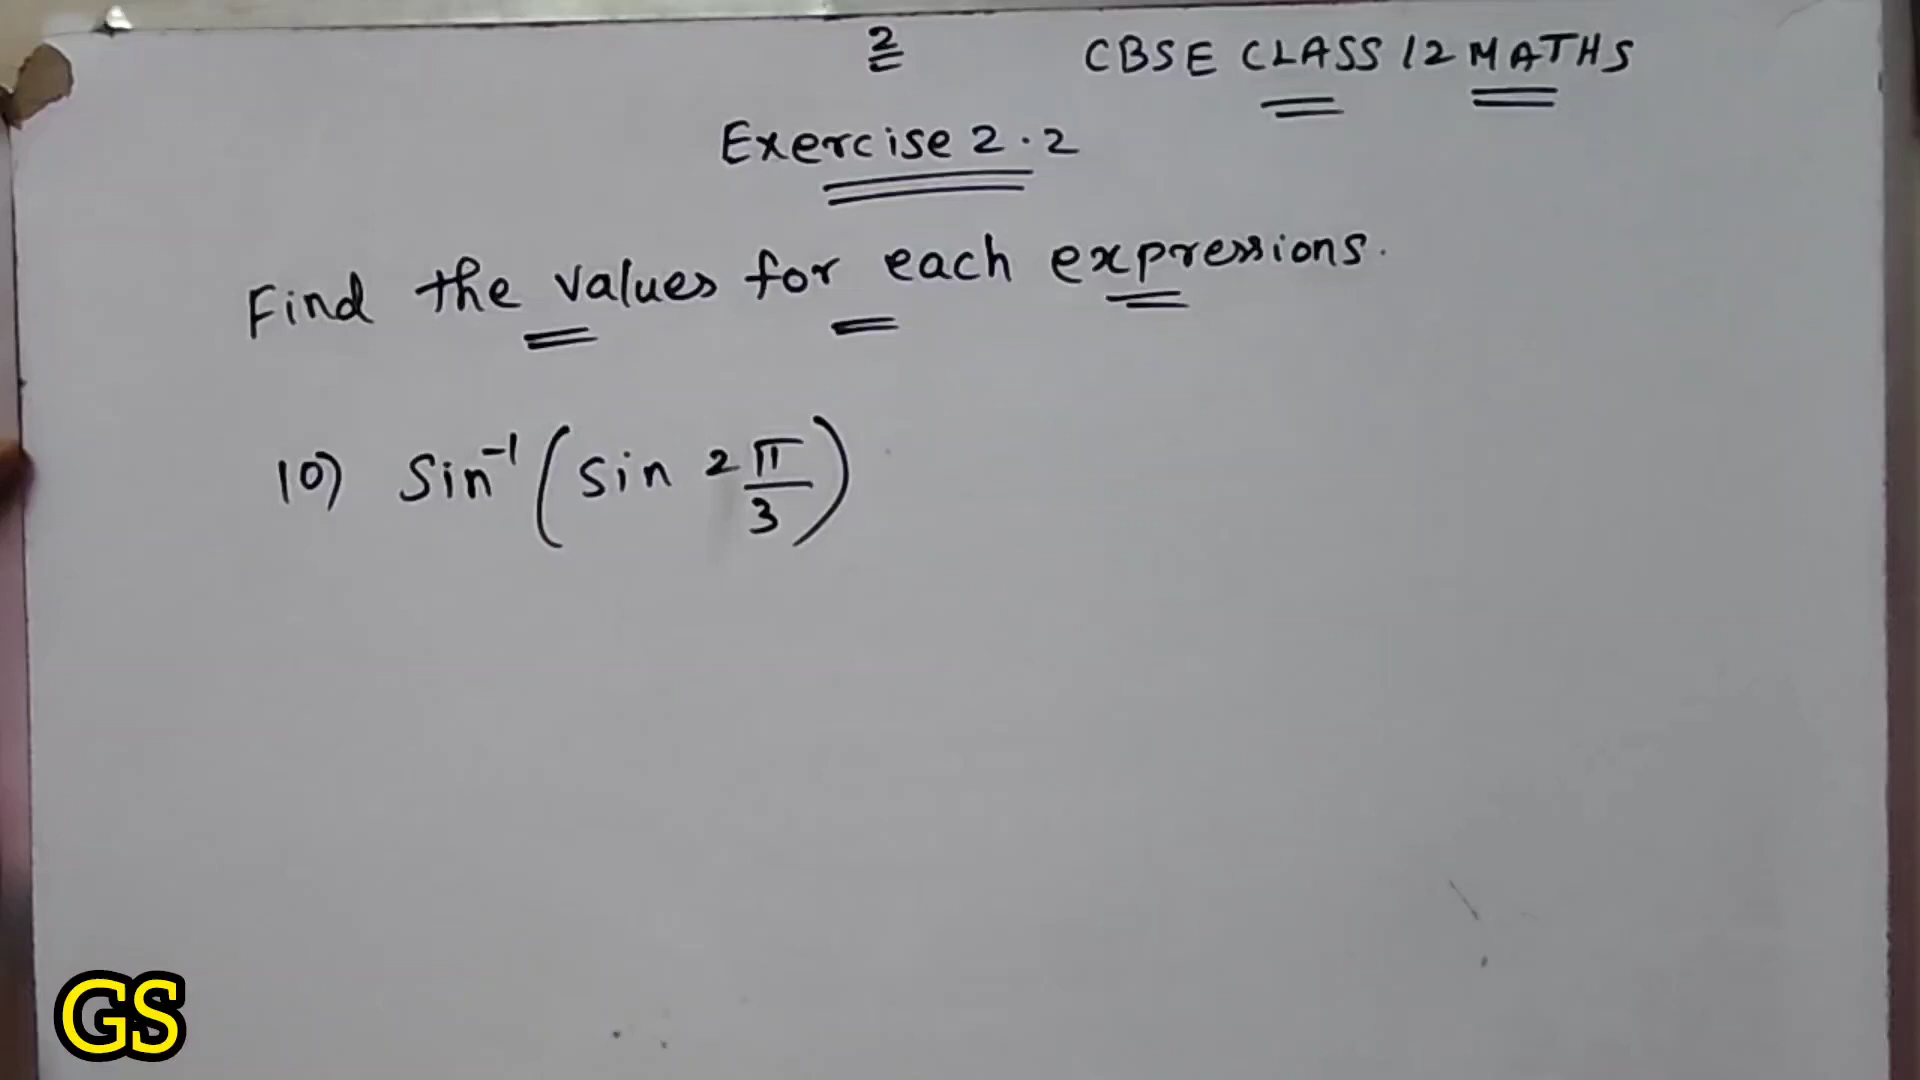 2
CBSE CLASS 12 MATHS
Exercise 2.2
Find the values for each expressions.
10) Sin⁻¹ (Sin 2π/3)
GS